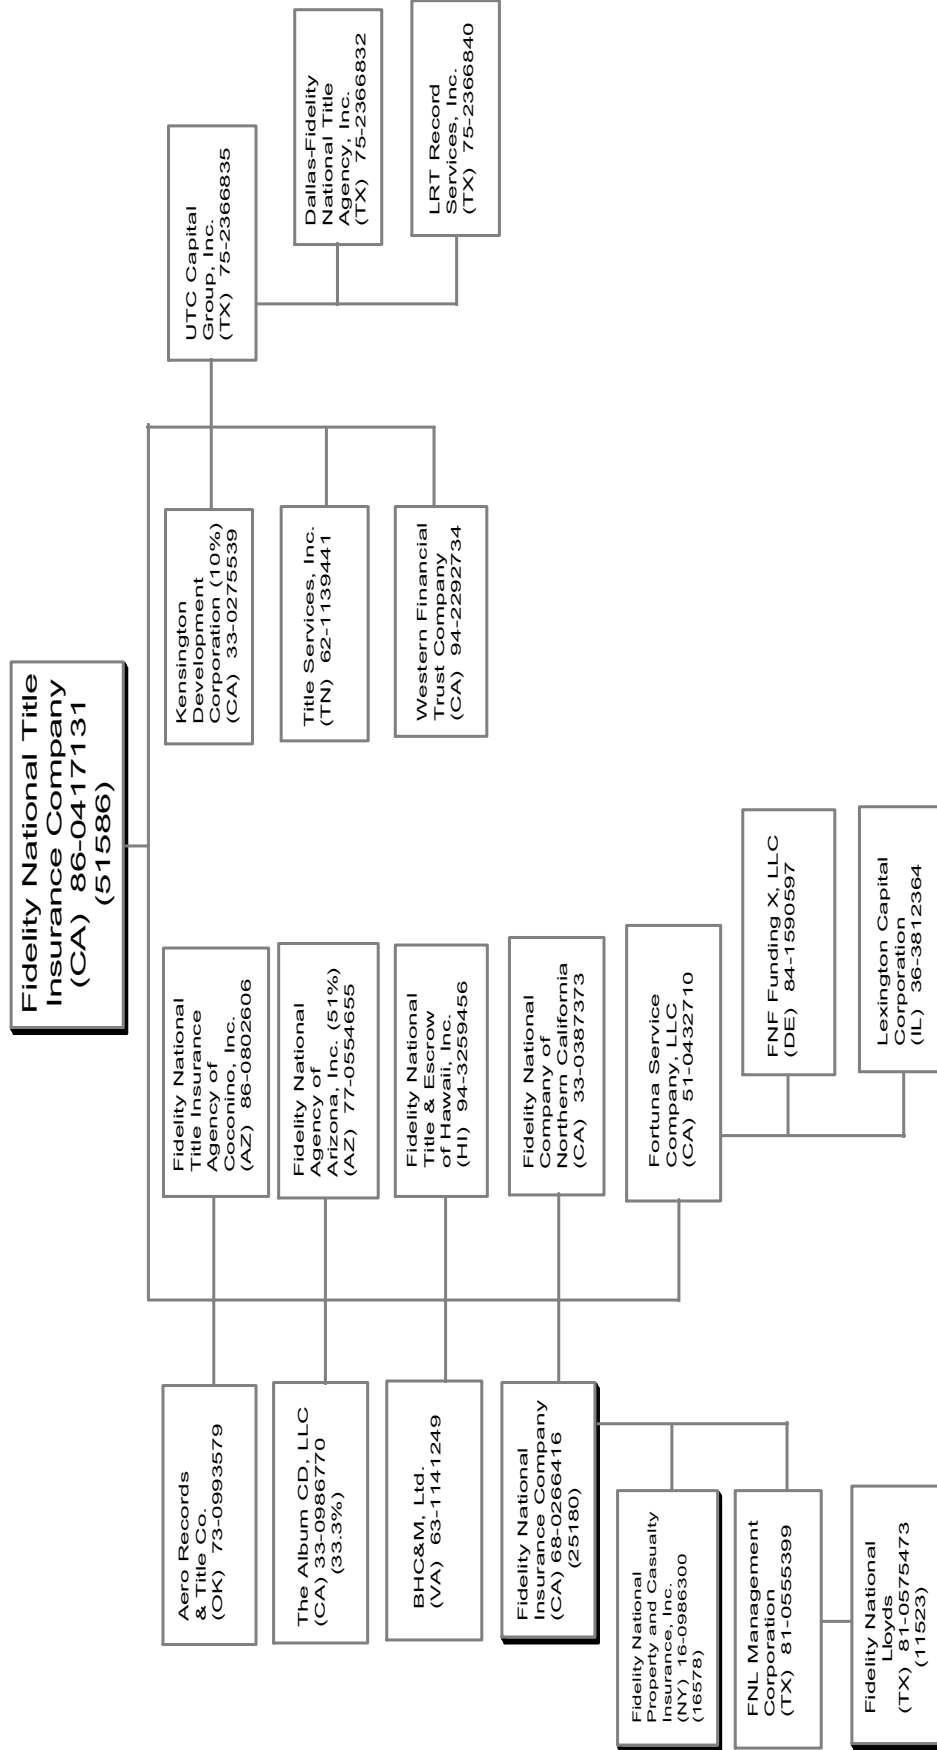 Fidelity National Title
Insurance Company
(CA) 86-0417131
(51586)
Aero Records
& Title Co.
(OK) 73-0993579
The Album CD, LLC
(CA) 33-0986770
(33.3%)
BHC&M, Ltd.
(VA) 63-1141249
Fidelity National
Insurance Company
(CA) 68-0266416
(25180)
Fidelity National
Property and Casualty
Insurance, Inc.
(NY) 16-0986300
(16578)
FNL Management
Corporation
(TX) 81-0555399
Fidelity National
Lloyds
(TX) 81-0575473
(11523)
Fidelity National
Title Insurance
Agency of
Coconino, Inc.
(AZ) 86-0802606
Fidelity National
Agency of
Arizona, Inc. (51%)
(AZ) 77-0554655
Fidelity National
Title & Escrow
of Hawaii, Inc.
(HI) 94-3259456
Fidelity National
Company of
Northern California
(CA) 33-0387373
Fortuna Service
Company, LLC
(CA) 51-0432710
FNF Funding X, LLC
(DE) 84-1590597
Lexington Capital
Corporation
(IL) 36-3812364
Kensington
Development
Corporation (10%)
(CA) 33-0275539
Title Services, Inc.
(TN) 62-1139441
Western Financial
Trust Company
(CA) 94-2292734
UTC Capital
Group, Inc.
(TX) 75-2366835
Dallas-Fidelity
National Title
Agency, Inc.
(TX) 75-2366832
LRT Record
Services, Inc.
(TX) 75-2366840